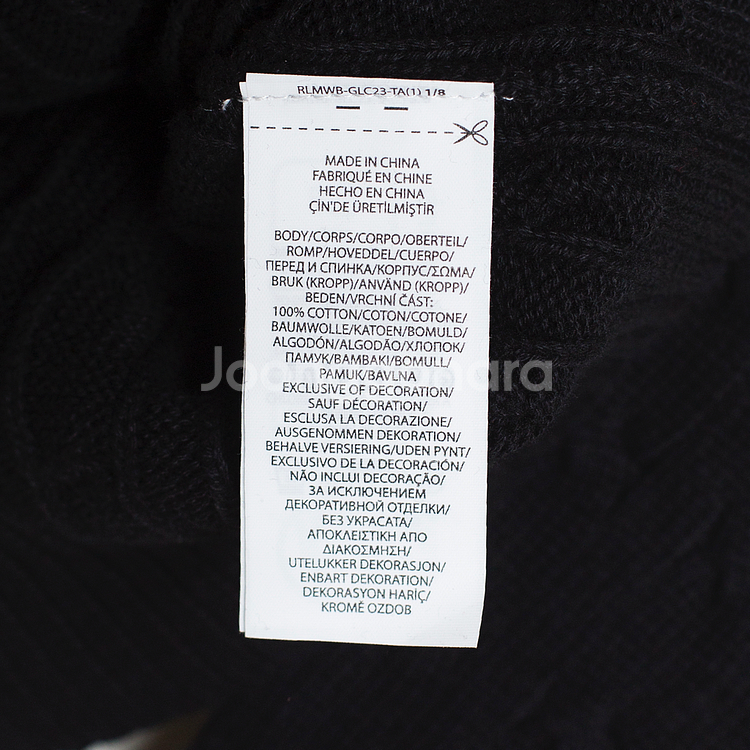 RLMWB-GLC23-TA(1) 1/8
MADE IN CHINA
FABRIQUÉ EN CHINE
HECHO EN CHINA
ÇİN'DE ÜRETİLMİŞTİR
BODY/CORPS/CORPO/OBERTEIL/
ROMP/HOVEDDEL/CUERPO/
ПЕРЕД И СПИНКА/КОРПУС/ΣΩΜΑ/
BRUK (KROPP)/ANVÄND (KROPP)/
BEDEN/VRCHNÍ ČÁST:
100% COTTON/COTON/COTONE/
BAUMWOLLE/KATOEN/BOMULD/
ALGODÓN/ALGODÃO/ХЛОПОК/
ПАМУК/ΒΑΜΒΑΚΙ/BOMULL/
PAMUK/BAVLNA
EXCLUSIVE OF DECORATION/
SAUF DÉCORATION/
ESCLUSA LA DECORAZIONE/
AUSGENOMMEN DEKORATION/
BEHALVE VERSIERING/UDEN PYNT/
EXCLUSIVO DE LA DECORACIÓN/
NÃO INCLUI DECORAÇÃO/
ЗА ИСКЛЮЧЕНИЕМ
ДЕКОРАТИВНОЙ ОТДЕЛКИ/
БЕЗ УКРАСАТА/
ΑΠΟΚΛΕΙΣΤΙΚΗ ΑΠΟ
ΔΙΑΚΟΣΜΗΣΗ/
UTELUKKER DEKORASJON/
ENBART DEKORATION/
DEKORASYON HARİÇ/
KROMĚ OZDOB